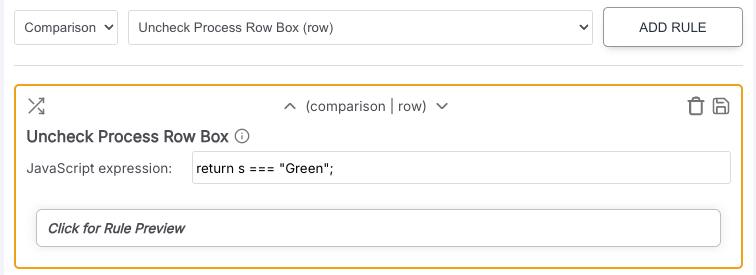 Comparison Uncheck Process Row Box (row) ADD RULE
(comparison | row)
Uncheck Process Row Box
JavaScript expression: return s === "Green";
Click for Rule Preview